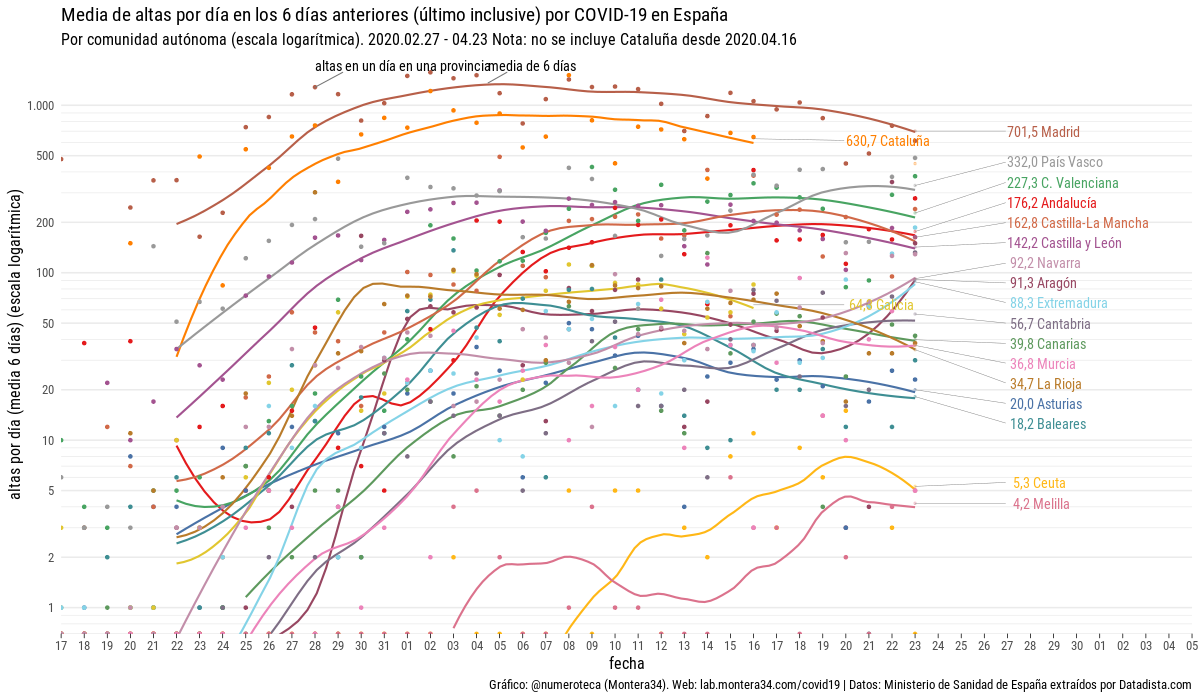 Media de altas por día en los 6 días anteriores (último inclusive) por COVID-19 en España
Por comunidad autónoma (escala logarítmica). 2020.02.27 - 04.23 Nota: no se incluye Cataluña desde 2020.04.16
altas en un día en una provincia
media de 6 días
altas por día (media 6 días) (escala logarítmica)
1.000
500
200
100
50
20
10
5
2
1
630,7 Cataluña
64,8 Galicia
701,5 Madrid
332,0 País Vasco
227,3 C. Valenciana
176,2 Andalucía
162,8 Castilla-La Mancha
142,2 Castilla y León
92,2 Navarra
91,3 Aragón
88,3 Extremadura
56,7 Cantabria
39,8 Canarias
36,8 Murcia
34,7 La Rioja
20,0 Asturias
18,2 Baleares
5,3 Ceuta
4,2 Melilla
17 18 19 20 21 22 23 24 25 26 27 28 29 30 31 01 02 03 04 05 06 07 08 09 10 11 12 13 14 15 16 17 18 19 20 21 22 23 24 25 26 27 28 29 30 01 02 03 04 05
fecha
Gráfico: @numeroteca (Montera34). Web: lab.montera34.com/covid19 | Datos: Ministerio de Sanidad de España extraídos por Datadista.com